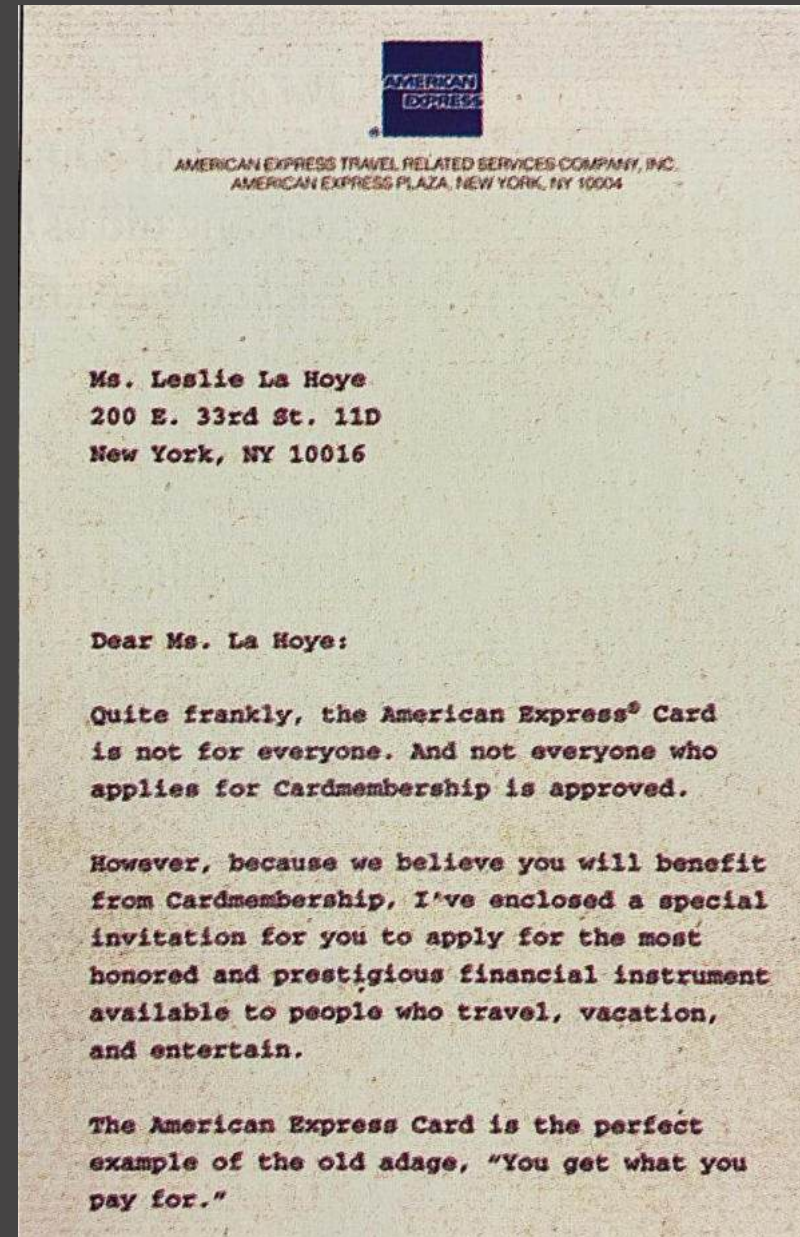 AMERICAN
EXPRESS
®
AMERICAN EXPRESS TRAVEL RELATED SERVICES COMPANY, INC.
AMERICAN EXPRESS PLAZA, NEW YORK, NY 10004
Ms. Leslie La Hoye
200 E. 33rd St. 11D
New York, NY 10016
Dear Ms. La Hoye:
Quite frankly, the American Express® Card
is not for everyone. And not everyone who
applies for Cardmembership is approved.
However, because we believe you will benefit
from Cardmembership, I've enclosed a special
invitation for you to apply for the most
honored and prestigious financial instrument
available to people who travel, vacation,
and entertain.
The American Express Card is the perfect
example of the old adage, “You get what you
pay for.”